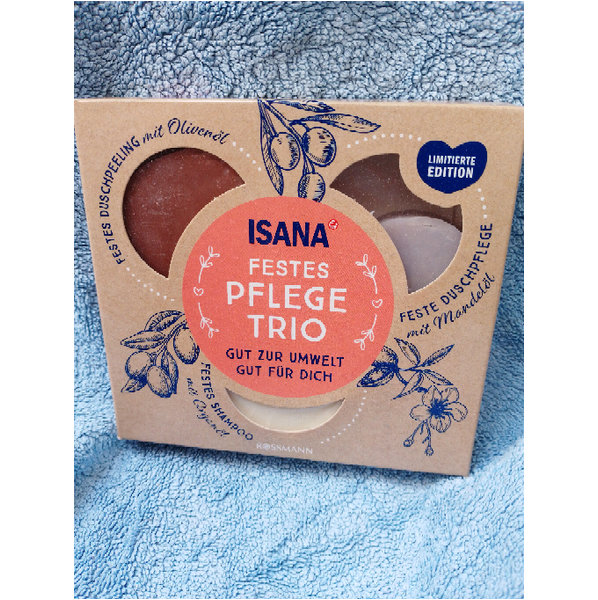 FESTES DUSCHPEELING mit Olivenöl
LIMITIERTE
EDITION
ISANA
FESTES
PFLEGE
TRIO
GUT ZUR UMWELT
GUT FÜR DICH
FESTE DUSCHPFLEGE
mit Mandelöl
FESTES SHAMPOO
mit Arganöl
ROSSMANN